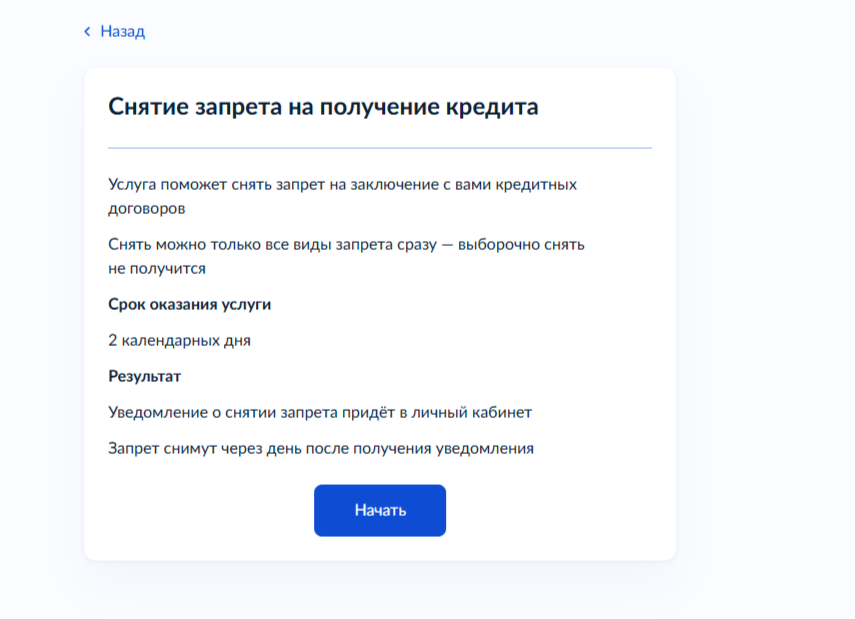 Назад
Снятие запрета на получение кредита
Услуга поможет снять запрет на заключение с вами кредитных
договоров
Снять можно только все виды запрета сразу — выборочно снять
не получится
Срок оказания услуги
2 календарных дня
Результат
Уведомление о снятии запрета придёт в личный кабинет
Запрет снимут через день после получения уведомления
Начать